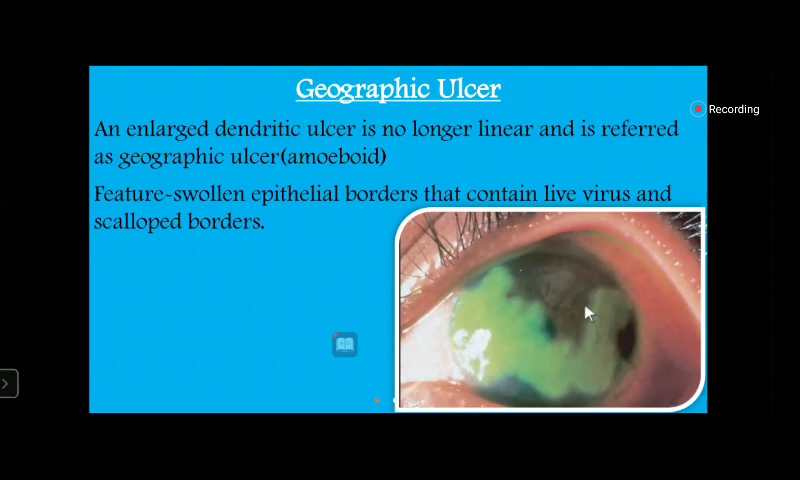 Geographic Ulcer
Recording
An enlarged dendritic ulcer is no longer linear and is referred
as geographic ulcer(amoeboid)
Feature-swollen epithelial borders that contain live virus and
scalloped borders.